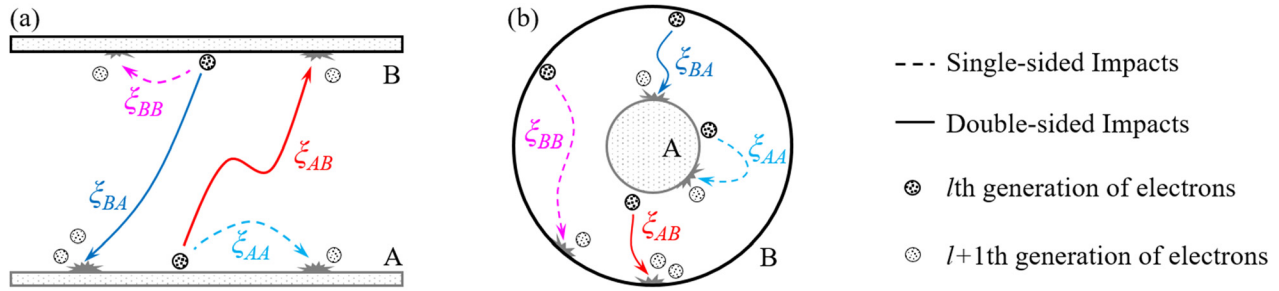 (a)
B
ξBB
ξAB
ξBA
ξAA
A
(b)
ξBA
ξBB
A
ξAA
ξAB
B
Single-sided Impacts
Double-sided Impacts
lth generation of electrons
l+1th generation of electrons